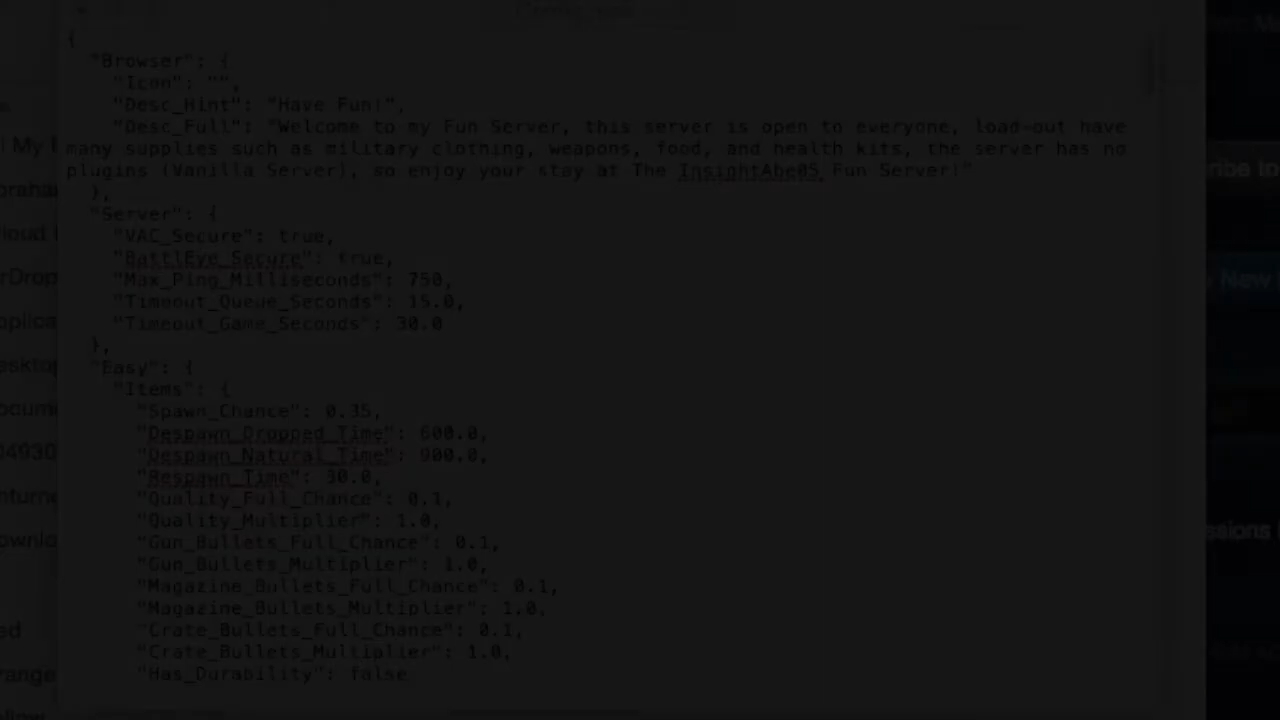 {
"Browser": {
"Icon": "",
"Desc_Hint": "Have Fun!",
"Desc_Full": "Welcome to my Fun Server, this server is open to everyone, load-out have
many supplies such as military clothing, weapons, food, and health kits, the server has no
plugins (Vanilla Server), so enjoy your stay at The InsightAbe05 Fun Server!"
},
"Server": {
"VAC_Secure": true,
"BattlEye_Secure": true,
"Max_Ping_Milliseconds": 750,
"Timeout_Queue_Seconds": 15.0,
"Timeout_Game_Seconds": 30.0
},
"Easy": {
"Items": {
"Spawn_Chance": 0.35,
"Despawn_Dropped_Time": 600.0,
"Despawn_Natural_Time": 900.0,
"Respawn_Time": 30.0,
"Quality_Full_Chance": 0.1,
"Quality_Multiplier": 1.0,
"Gun_Bullets_Full_Chance": 0.1,
"Gun_Bullets_Multiplier": 1.0,
"Magazine_Bullets_Full_Chance": 0.1,
"Magazine_Bullets_Multiplier": 1.0,
"Crate_Bullets_Full_Chance": 0.1,
"Crate_Bullets_Multiplier": 1.0,
"Has_Durability": false